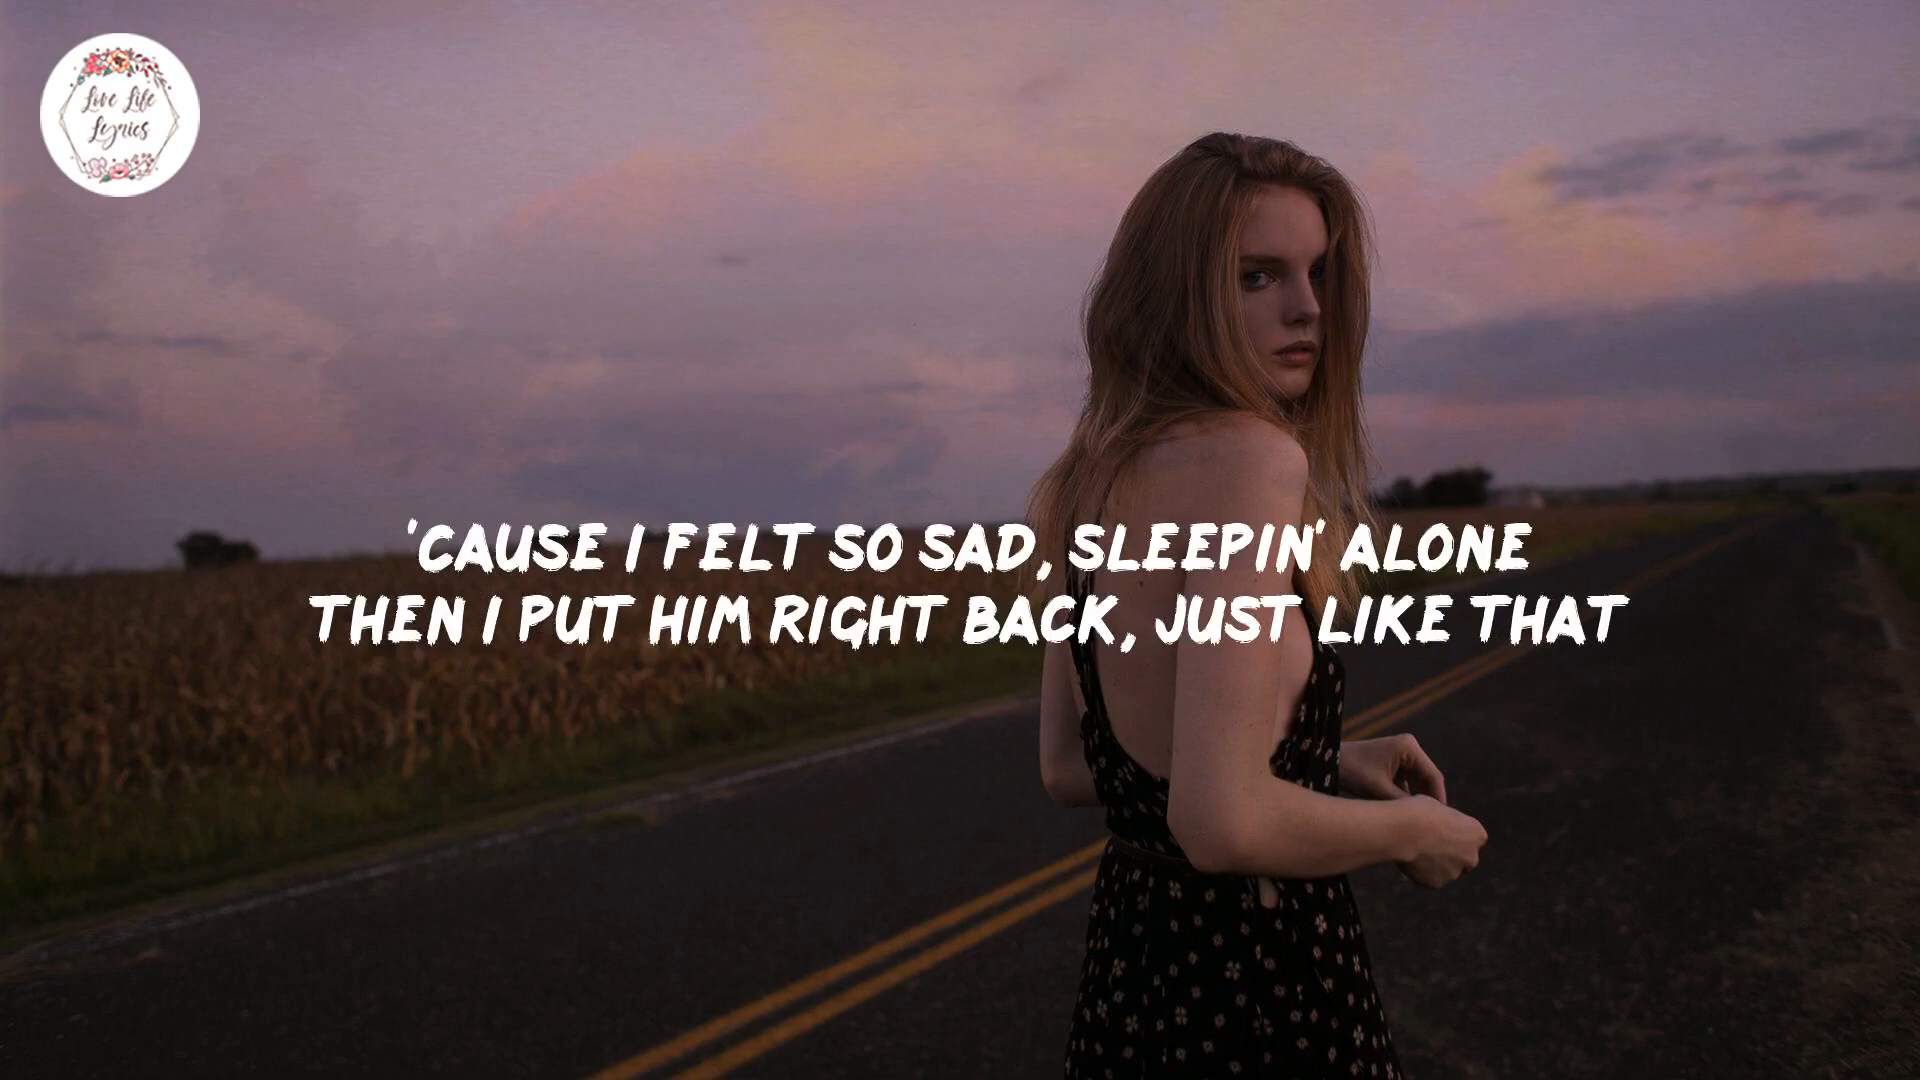 Love Life
Lyrics
'CAUSE I FELT SO SAD, SLEEPIN' ALONE
THEN I PUT HIM RIGHT BACK, JUST LIKE THAT